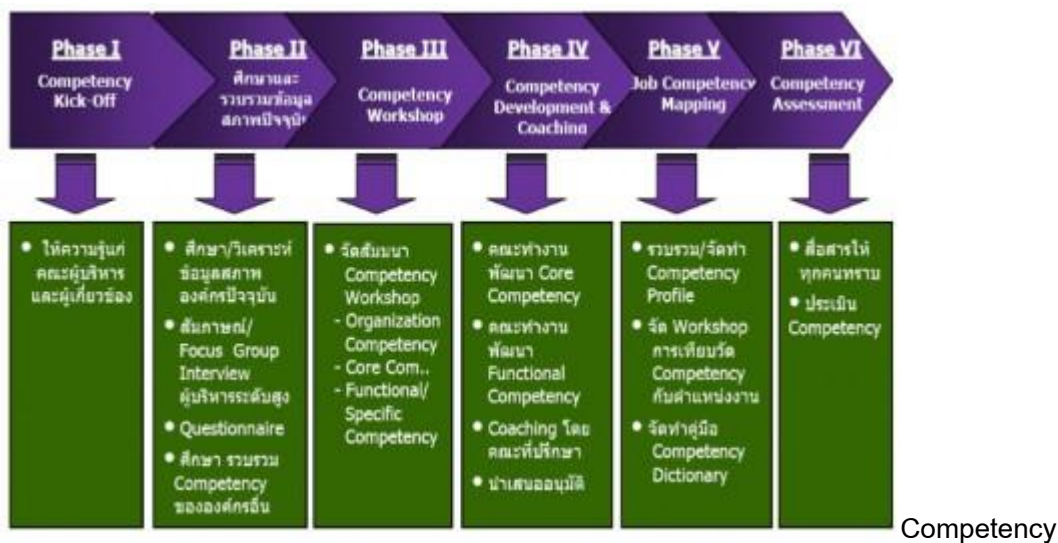 Phase I
Competency
Kick-Off
Phase II
ศึกษาและ
รวบรวมข้อมูล
สภาพปัจจุบัน
Phase III
Competency
Workshop
Phase IV
Competency
Development &
Coaching
Phase V
Job Competency
Mapping
Phase VI
Competency
Assessment
• ให้ความรู้แก่
คณะผู้บริหาร
และผู้เกี่ยวข้อง
• ศึกษา/วิเคราะห์
ข้อมูลสภาพ
องค์กรปัจจุบัน
• สัมภาษณ์/
Focus Group
Interview
ผู้บริหารระดับสูง
• Questionnaire
• ศึกษา รวบรวม
Competency
ขององค์กรอื่น
• จัดสัมมนา
Competency
Workshop
- Organization
Competency
- Core Com..
- Functional/
Specific
Competency
• คณะทำงาน
พัฒนา Core
Competency
• คณะทำงาน
พัฒนา
Functional
Competency
• Coaching โดย
คณะที่ปรึกษา
• นำเสนออนุมัติ
• รวบรวม/จัดทำ
Competency
Profile
• จัด Workshop
การเทียบวัด
Competency
กับตำแหน่งงาน
• จัดทำคู่มือ
Competency
Dictionary
• สื่อสารให้
ทุกคนทราบ
• ประเมิน
Competency
Competency